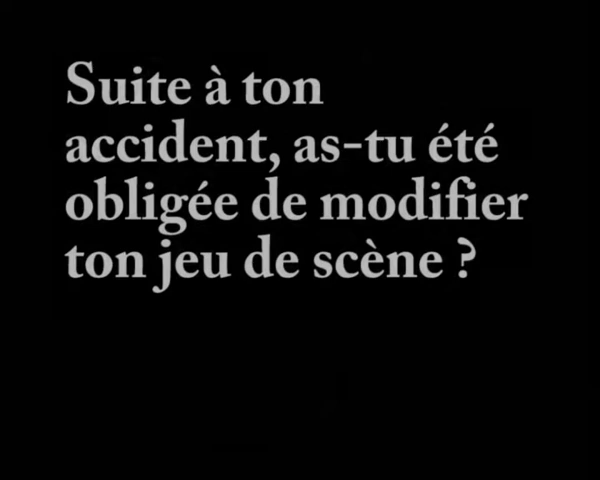 Suite à ton
accident, as-tu été
obligée de modifier
ton jeu de scène ?